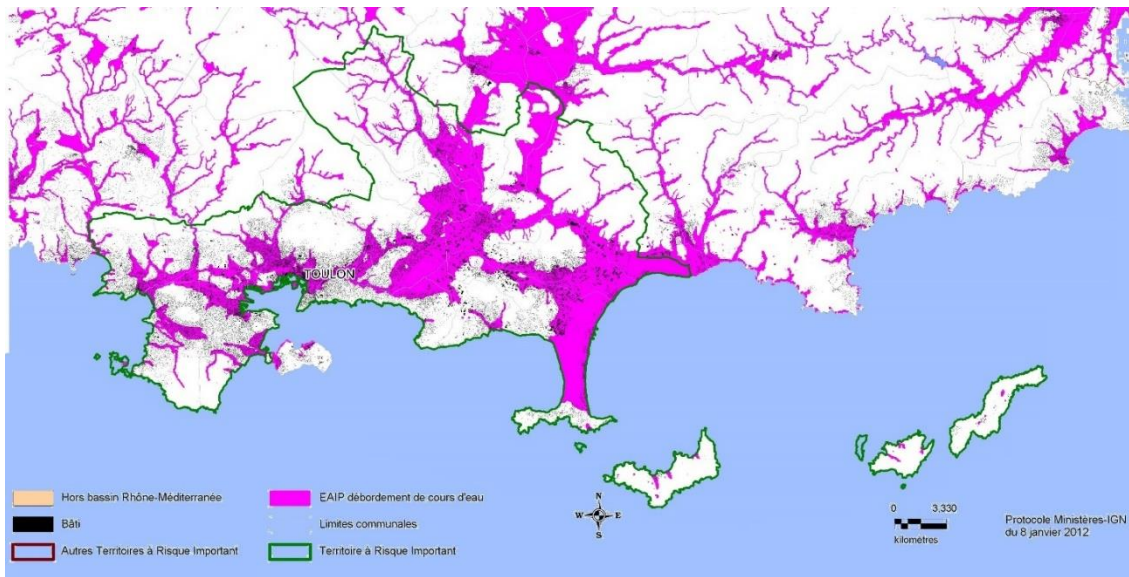 TOULON
Hors bassin Rhône-Méditerranée
Bâti
Autres Territoires à Risque Important
EAIP débordement de cours d'eau
Limites communales
Territoire à Risque Important
N
W E
S
0 3,330
kilométres
Protocole Ministères-IGN
du 8 janvier 2012